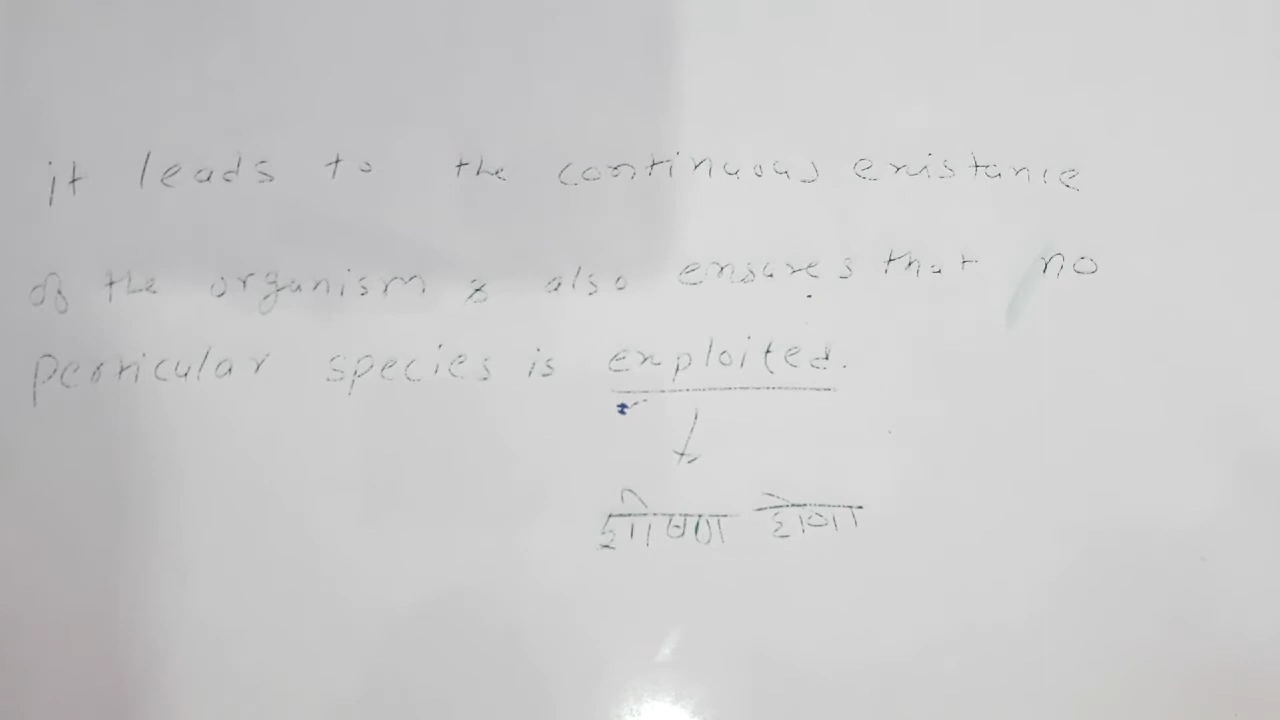 it leads to the continuous existance
of the organism & also ensures that no
perticular species is exploited.
शोषण होना